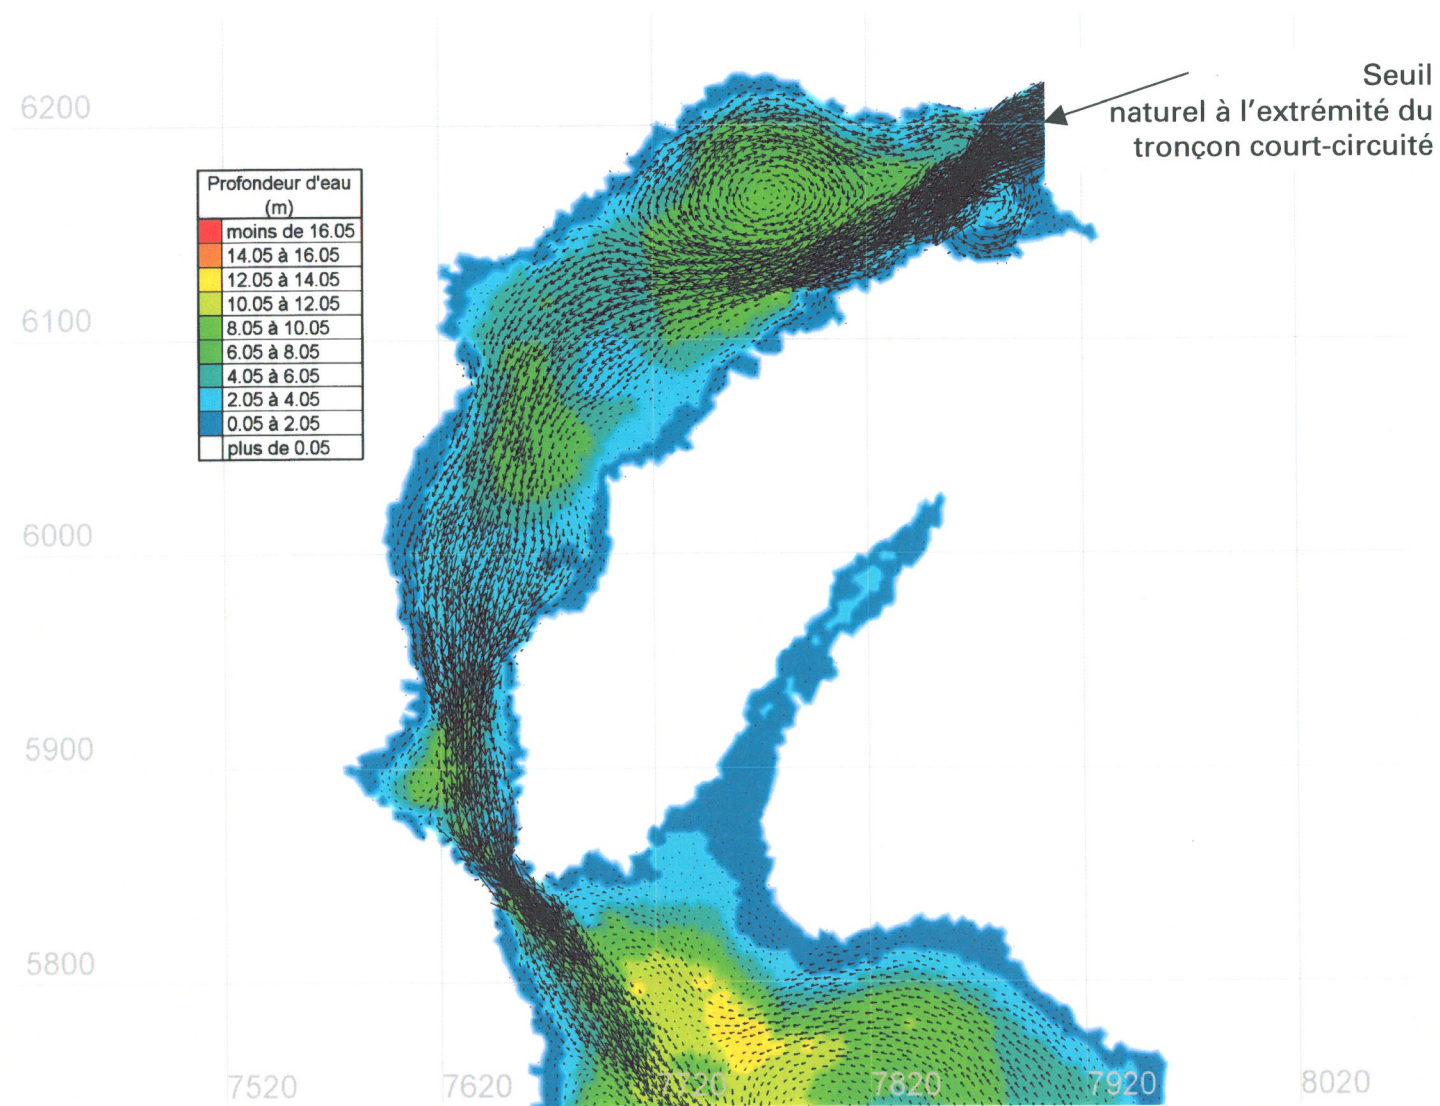 Seuil
naturel à l'extrémité du
tronçon court-circuité
6200
Profondeur d'eau
(m)
moins de 16.05
14.05 à 16.05
12.05 à 14.05
10.05 à 12.05
8.05 à 10.05
6.05 à 8.05
4.05 à 6.05
2.05 à 4.05
0.05 à 2.05
plus de 0.05
6100
6000
5900
5800
7520 7620 7720 7820 7920 8020